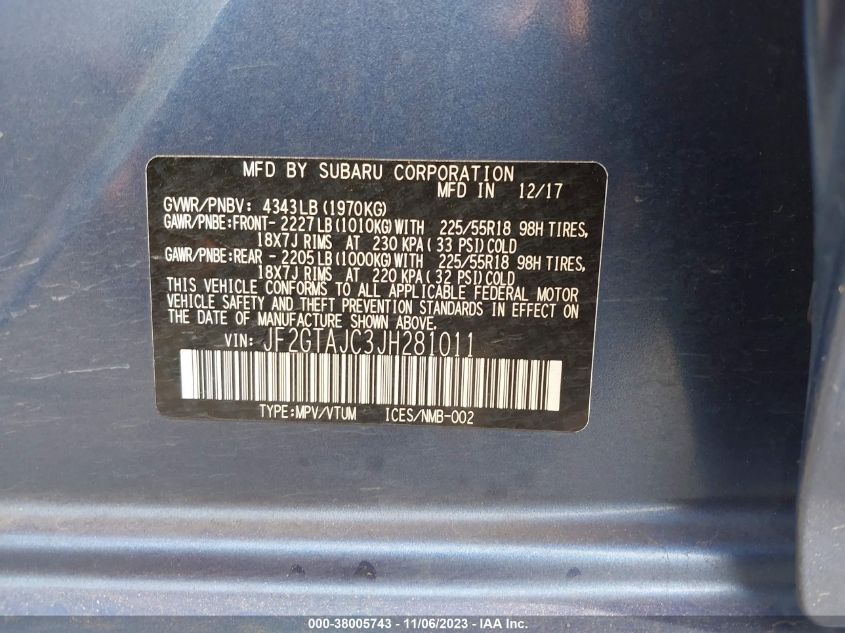 MFD BY SUBARU CORPORATION
MFD IN 12/17
GVWR/PNBV: 4343LB (1970KG)
GAWR/PNBE:FRONT- 2227LB(1010KG)WITH 225/55R18 98H TIRES,
18X7J RIMS AT 230 KPA( 33 PSI)COLD
GAWR/PNBE:REAR - 2205LB(1000KG)WITH 225/55R18 98H TIRES,
18X7J RIMS AT 220 KPA( 32 PSI)COLD
THIS VEHICLE CONFORMS TO ALL APPLICABLE FEDERAL MOTOR
VEHICLE SAFETY AND THEFT PREVENTION STANDARDS IN EFFECT ON
THE DATE OF MANUFACTURE SHOWN ABOVE.
VIN: JF2GTAJC3JH281011
TYPE:MPV/VTUM ICES/NMB-002
000-38005743 - 11/06/2023 - IAA Inc.